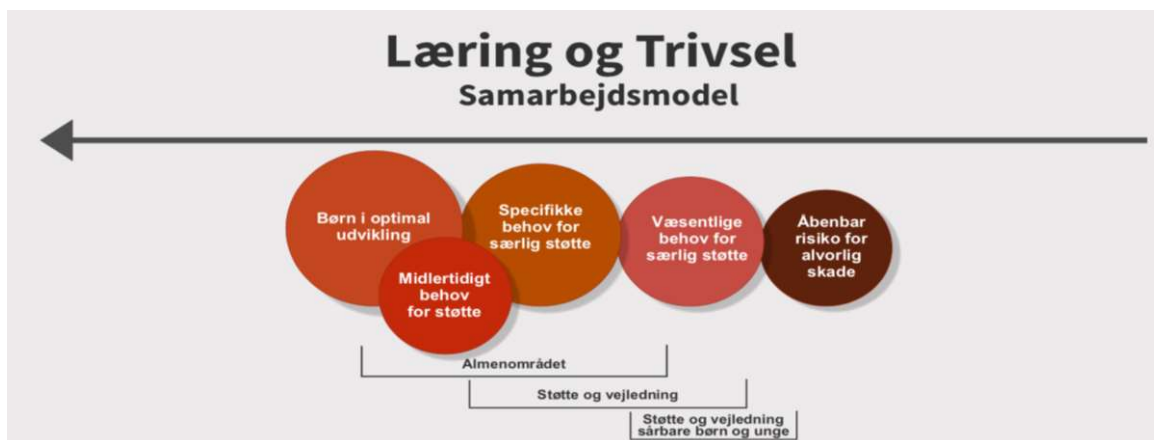 Læring og Trivsel
Samarbejdsmodel
Børn i optimal
udvikling
Midlertidigt
behov
for støtte
Specifikke
behov for
særlig støtte
Væsentlige
behov for
særlig støtte
Åbenbar
risiko for
alvorlig
skade
Almenområdet
Støtte og vejledning
Støtte og vejledning
sårbare børn og unge